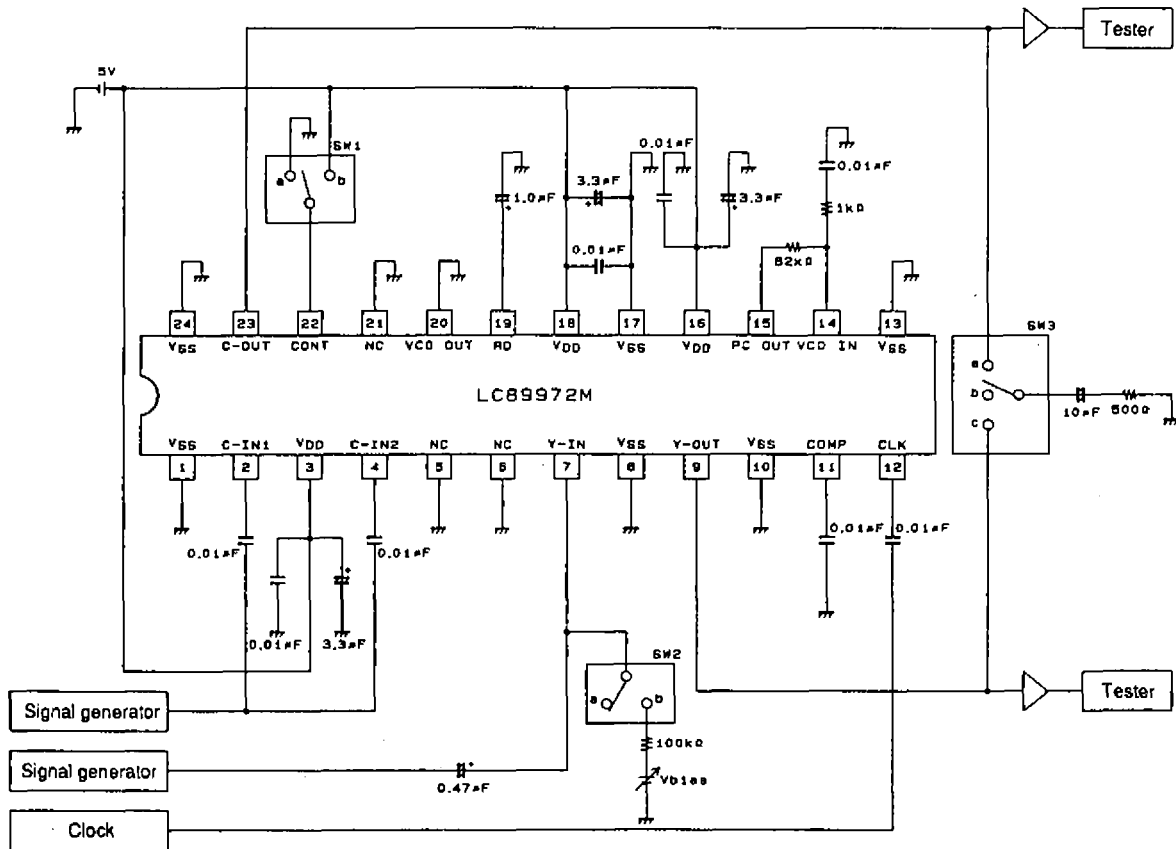 Tester
5V
SW1
a
b
0.01µF
3.3µF
1.0µF
3.3µF
0.01µF
1kΩ
0.01µF
82kΩ
24 23 22 21 20 19 18 17 16 15 14 13
VSS C-OUT CONT NC VCO OUT RD VDD VSS VDD PC OUT VCO IN VSS
SW3
a
b
c
10µF
500Ω
LC89972M
VSS C-IN1 VDD C-IN2 NC NC Y-IN VSS Y-OUT VSS COMP CLK
1 2 3 4 5 6 7 8 9 10 11 12
0.01µF
0.01µF
0.01µF
0.01µF
0.01µF
3.3µF
SW2
a
b
Signal generator
Tester
100kΩ
Signal generator
0.47µF
Vbias
Clock